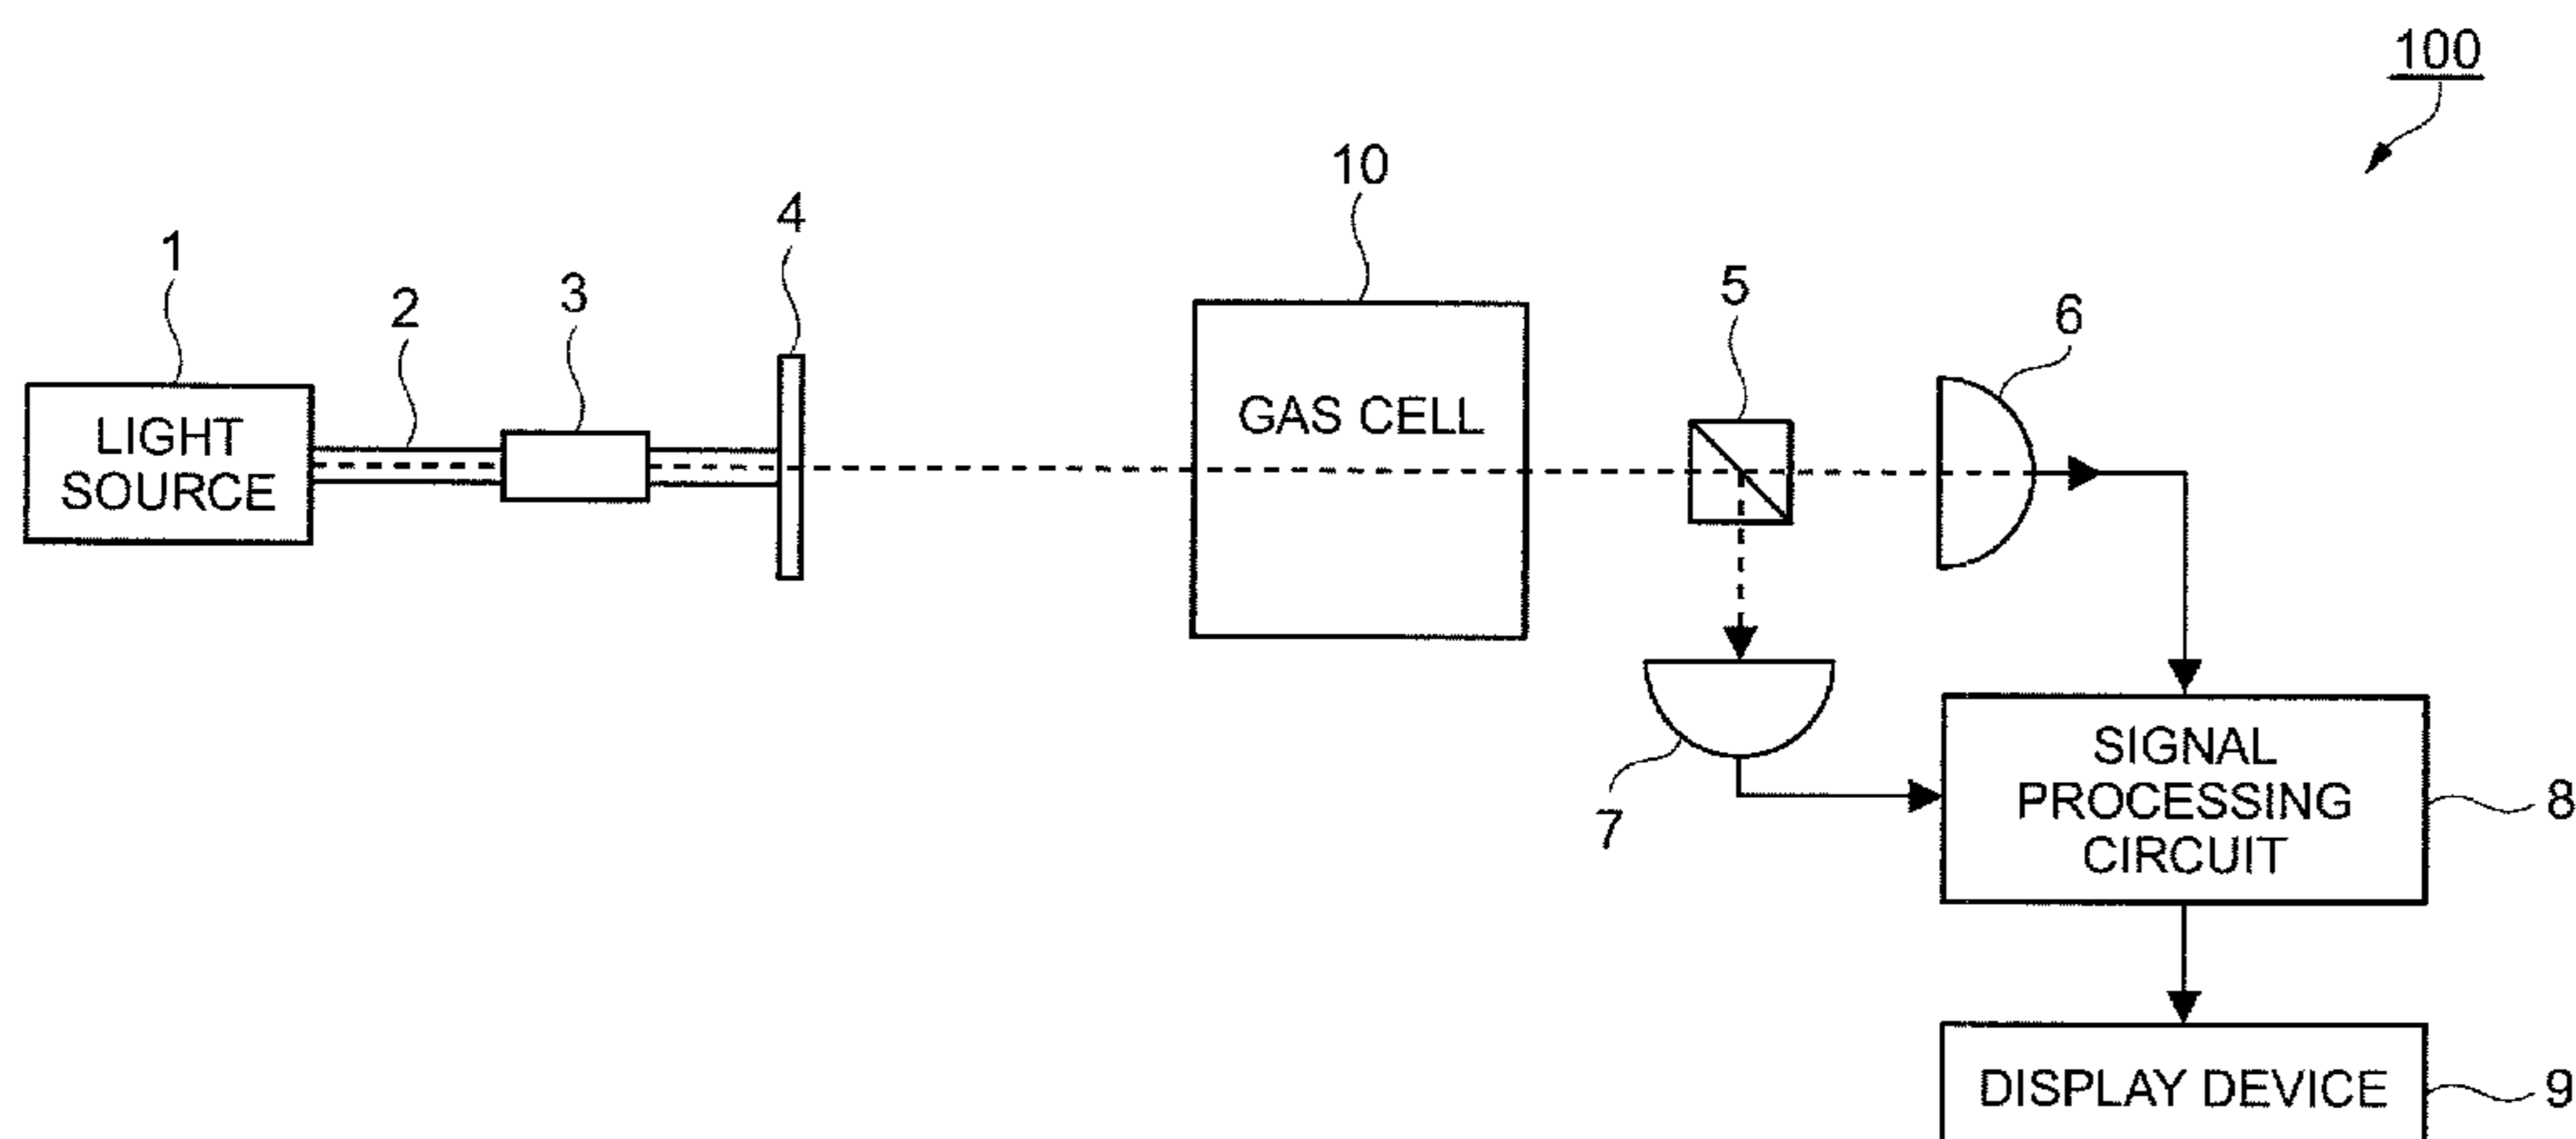 100
10
4
1
3
2
5
6
LIGHT
SOURCE
GAS CELL
7
SIGNAL
PROCESSING
CIRCUIT
8
DISPLAY DEVICE
9